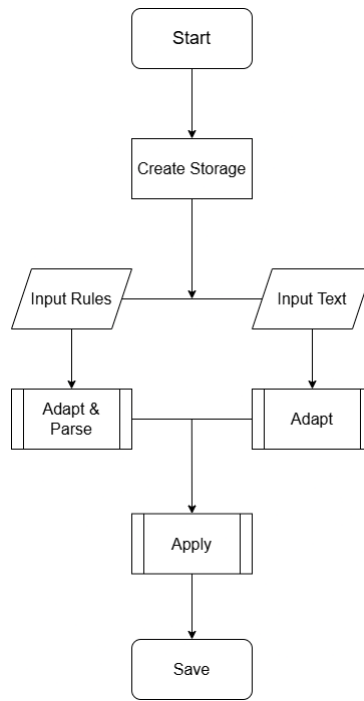 Start
Create Storage
Input Rules
Input Text
Adapt &
Parse
Adapt
Apply
Save